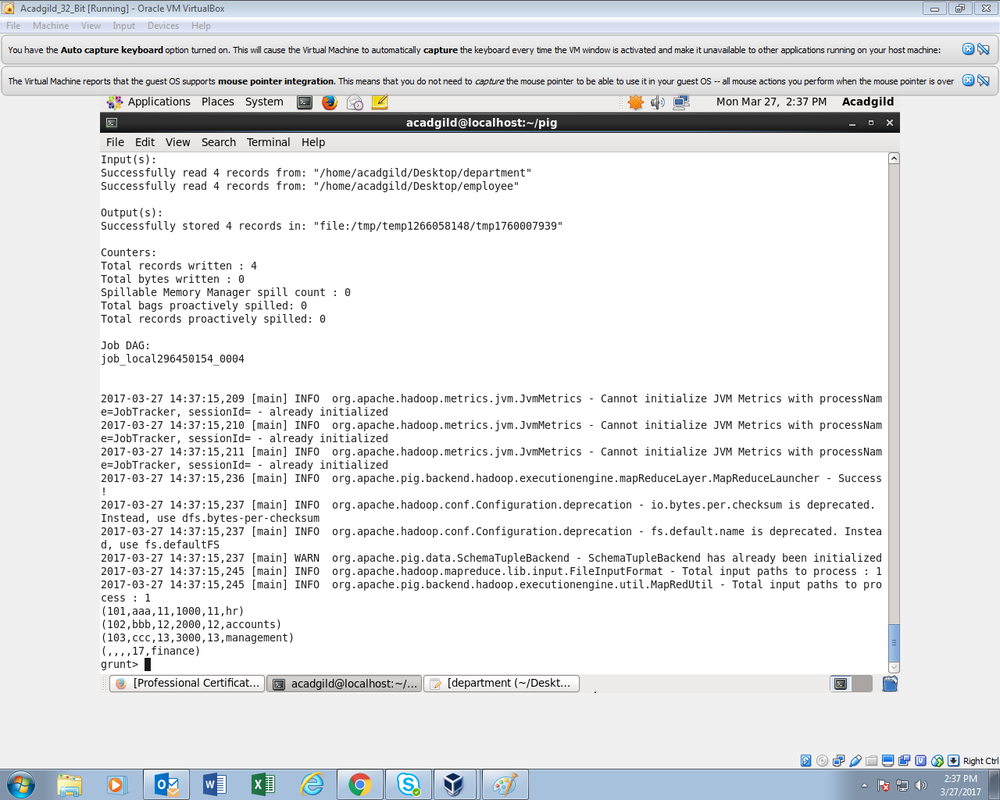 Acadgild_32_Bit [Running] - Oracle VM VirtualBox
File Machine View Input Devices Help
You have the Auto capture keyboard option turned on. This will cause the Virtual Machine to automatically capture the keyboard every time the VM window is activated and make it unavailable to other applications running on your host machine:
The Virtual Machine reports that the guest OS supports mouse pointer integration. This means that you do not need to capture the mouse pointer to be able to use it in your guest OS -- all mouse actions you perform when the mouse pointer is over
Applications Places System Mon Mar 27, 2:37 PM Acadgild
acadgild@localhost:~/pig
File Edit View Search Terminal Help
Input(s):
Successfully read 4 records from: "/home/acadgild/Desktop/department"
Successfully read 4 records from: "/home/acadgild/Desktop/employee"
Output(s):
Successfully stored 4 records in: "file:/tmp/temp1266058148/tmp1760007939"
Counters:
Total records written : 4
Total bytes written : 0
Spillable Memory Manager spill count : 0
Total bags proactively spilled: 0
Total records proactively spilled: 0
Job DAG:
job_local296450154_0004
2017-03-27 14:37:15,209 [main] INFO  org.apache.hadoop.metrics.jvm.JvmMetrics - Cannot initialize JVM Metrics with processNam
e=JobTracker, sessionId= - already initialized
2017-03-27 14:37:15,210 [main] INFO  org.apache.hadoop.metrics.jvm.JvmMetrics - Cannot initialize JVM Metrics with processNam
e=JobTracker, sessionId= - already initialized
2017-03-27 14:37:15,211 [main] INFO  org.apache.hadoop.metrics.jvm.JvmMetrics - Cannot initialize JVM Metrics with processNam
e=JobTracker, sessionId= - already initialized
2017-03-27 14:37:15,236 [main] INFO  org.apache.pig.backend.hadoop.executionengine.mapReduceLayer.MapReduceLauncher - Success
!
2017-03-27 14:37:15,237 [main] INFO  org.apache.hadoop.conf.Configuration.deprecation - io.bytes.per.checksum is deprecated.
Instead, use dfs.bytes-per-checksum
2017-03-27 14:37:15,237 [main] INFO  org.apache.hadoop.conf.Configuration.deprecation - fs.default.name is deprecated. Instea
d, use fs.defaultFS
2017-03-27 14:37:15,237 [main] WARN  org.apache.pig.data.SchemaTupleBackend - SchemaTupleBackend has already been initialized
2017-03-27 14:37:15,245 [main] INFO  org.apache.hadoop.mapreduce.lib.input.FileInputFormat - Total input paths to process : 1
2017-03-27 14:37:15,245 [main] INFO  org.apache.pig.backend.hadoop.executionengine.util.MapRedUtil - Total input paths to pro
cess : 1
(101,aaa,11,1000,11,hr)
(102,bbb,12,2000,12,accounts)
(103,ccc,13,3000,13,management)
(,,,,17,finance)
grunt>
[Professional Certificat... acadgild@localhost:~/... [department (~/Deskt...
Right Ctrl
2:37 PM
3/27/2017